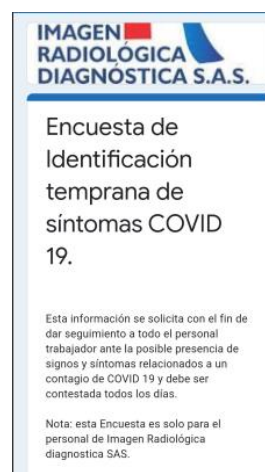 IMAGEN
RADIOLÓGICA
DIAGNÓSTICA S.A.S.
Encuesta de
Identificación
temprana de
síntomas COVID
19.
Esta información se solicita con el fin de
dar seguimiento a todo el personal
trabajador ante la posible presencia de
signos y síntomas relacionados a un
contagio de COVID 19 y debe ser
contestada todos los días.
Nota: esta Encuesta es solo para el
personal de Imagen Radiológica
diagnostica SAS.